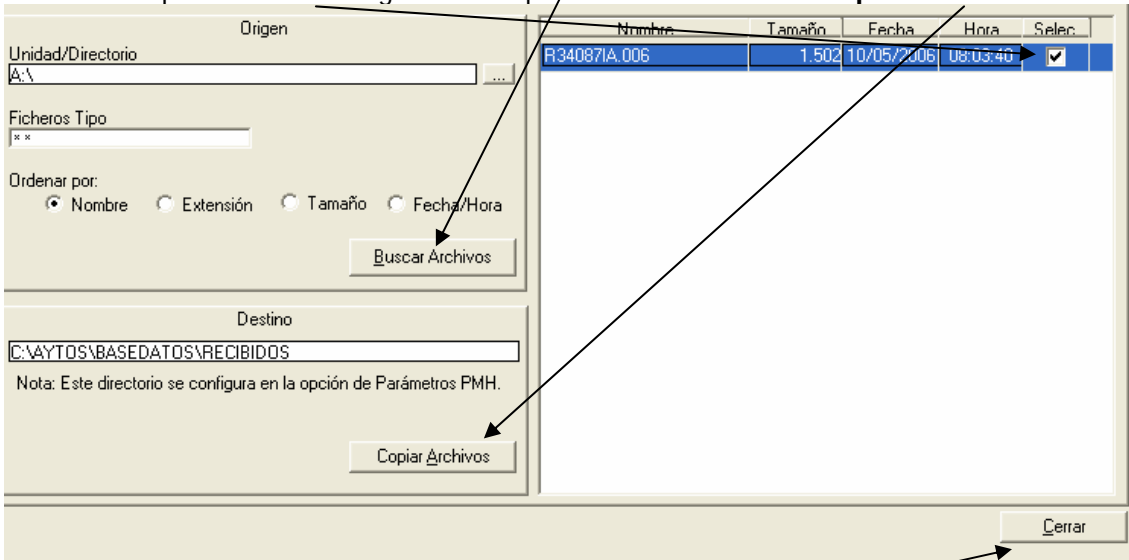 Origen
Unidad/Directorio
A:\
...
Ficheros Tipo
*.*
Ordenar por:
Nombre Extensión Tamaño Fecha/Hora
Buscar Archivos
Destino
C:\AYTOS\BASEDATOS\RECIBIDOS
Nota: Este directorio se configura en la opción de Parámetros PMH.
Copiar Archivos
Nombre Tamaño Fecha Hora Selec.
R34087IA.006 1.502 10/05/2006 08:03:40
Cerrar